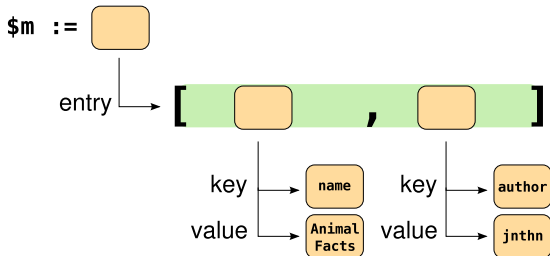 $m :=
entry
[ , ]
key name key author
value Animal Facts value jnthn